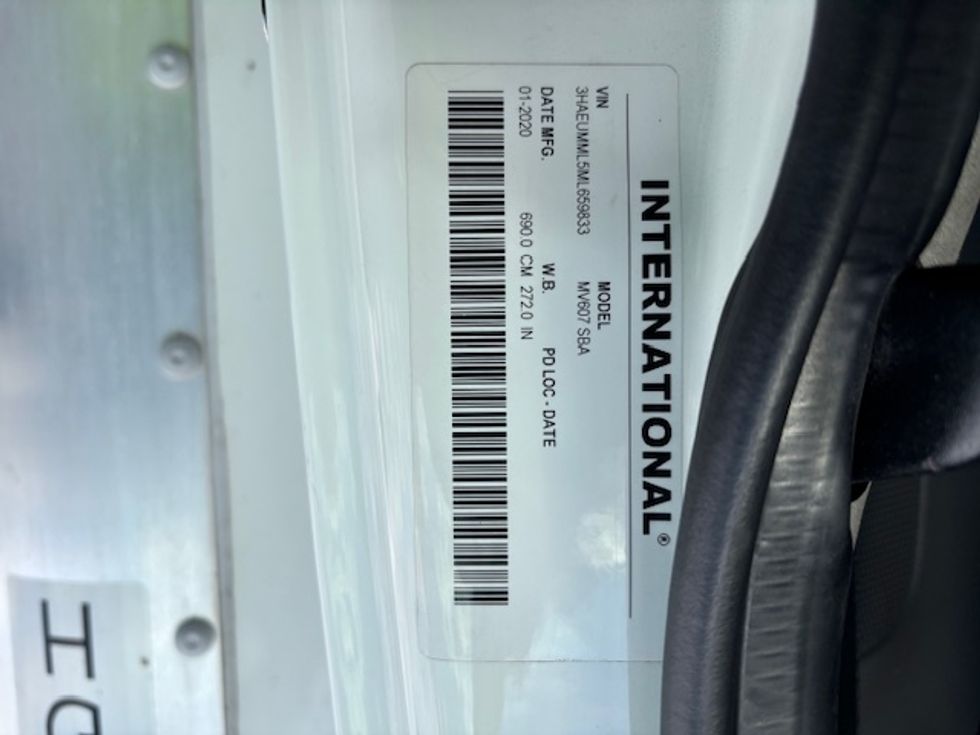 INTERNATIONAL®
VIN MODEL
3HAEUMML5ML659833 MV607 SBA
DATE MFG. W.B. PD LOC - DATE
01-2020 690.0 CM 272.0 IN
H